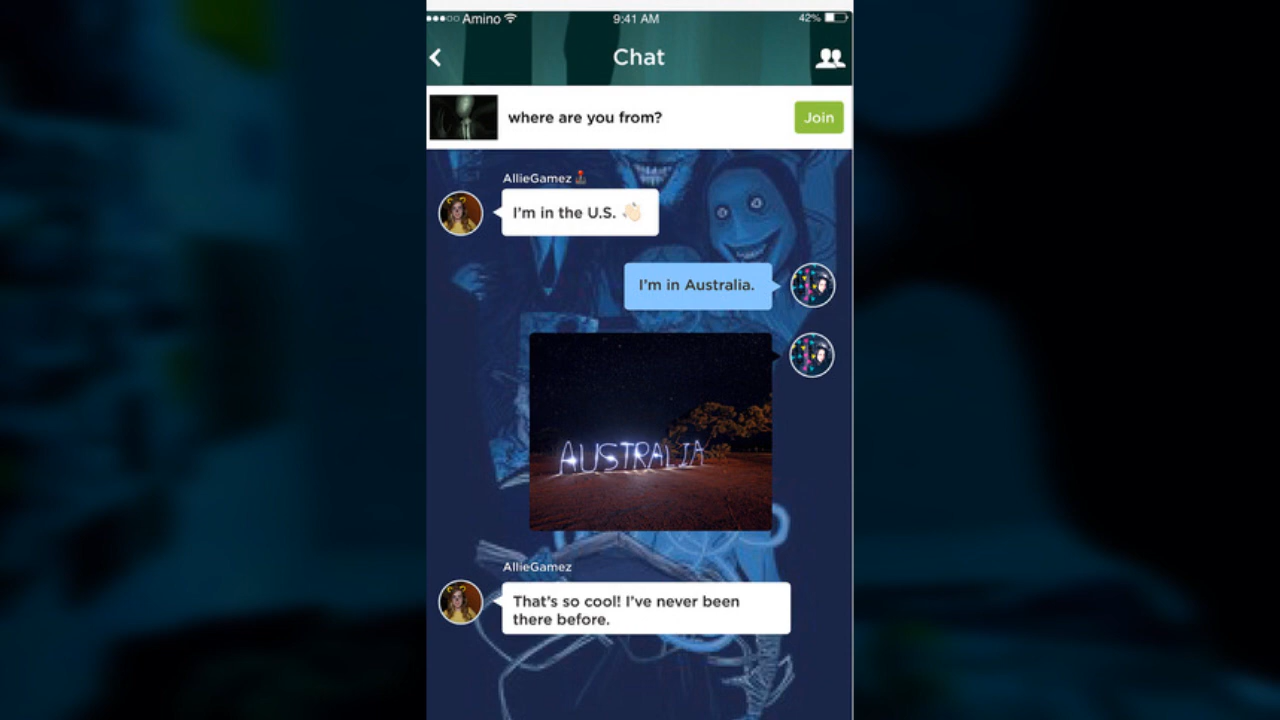 Amino
9:41 AM
42%
Chat
where are you from?
Join
AllieGamez
I'm in the U.S.
I'm in Australia.
AUSTRALIA
AllieGamez
That's so cool! I've never been
there before.